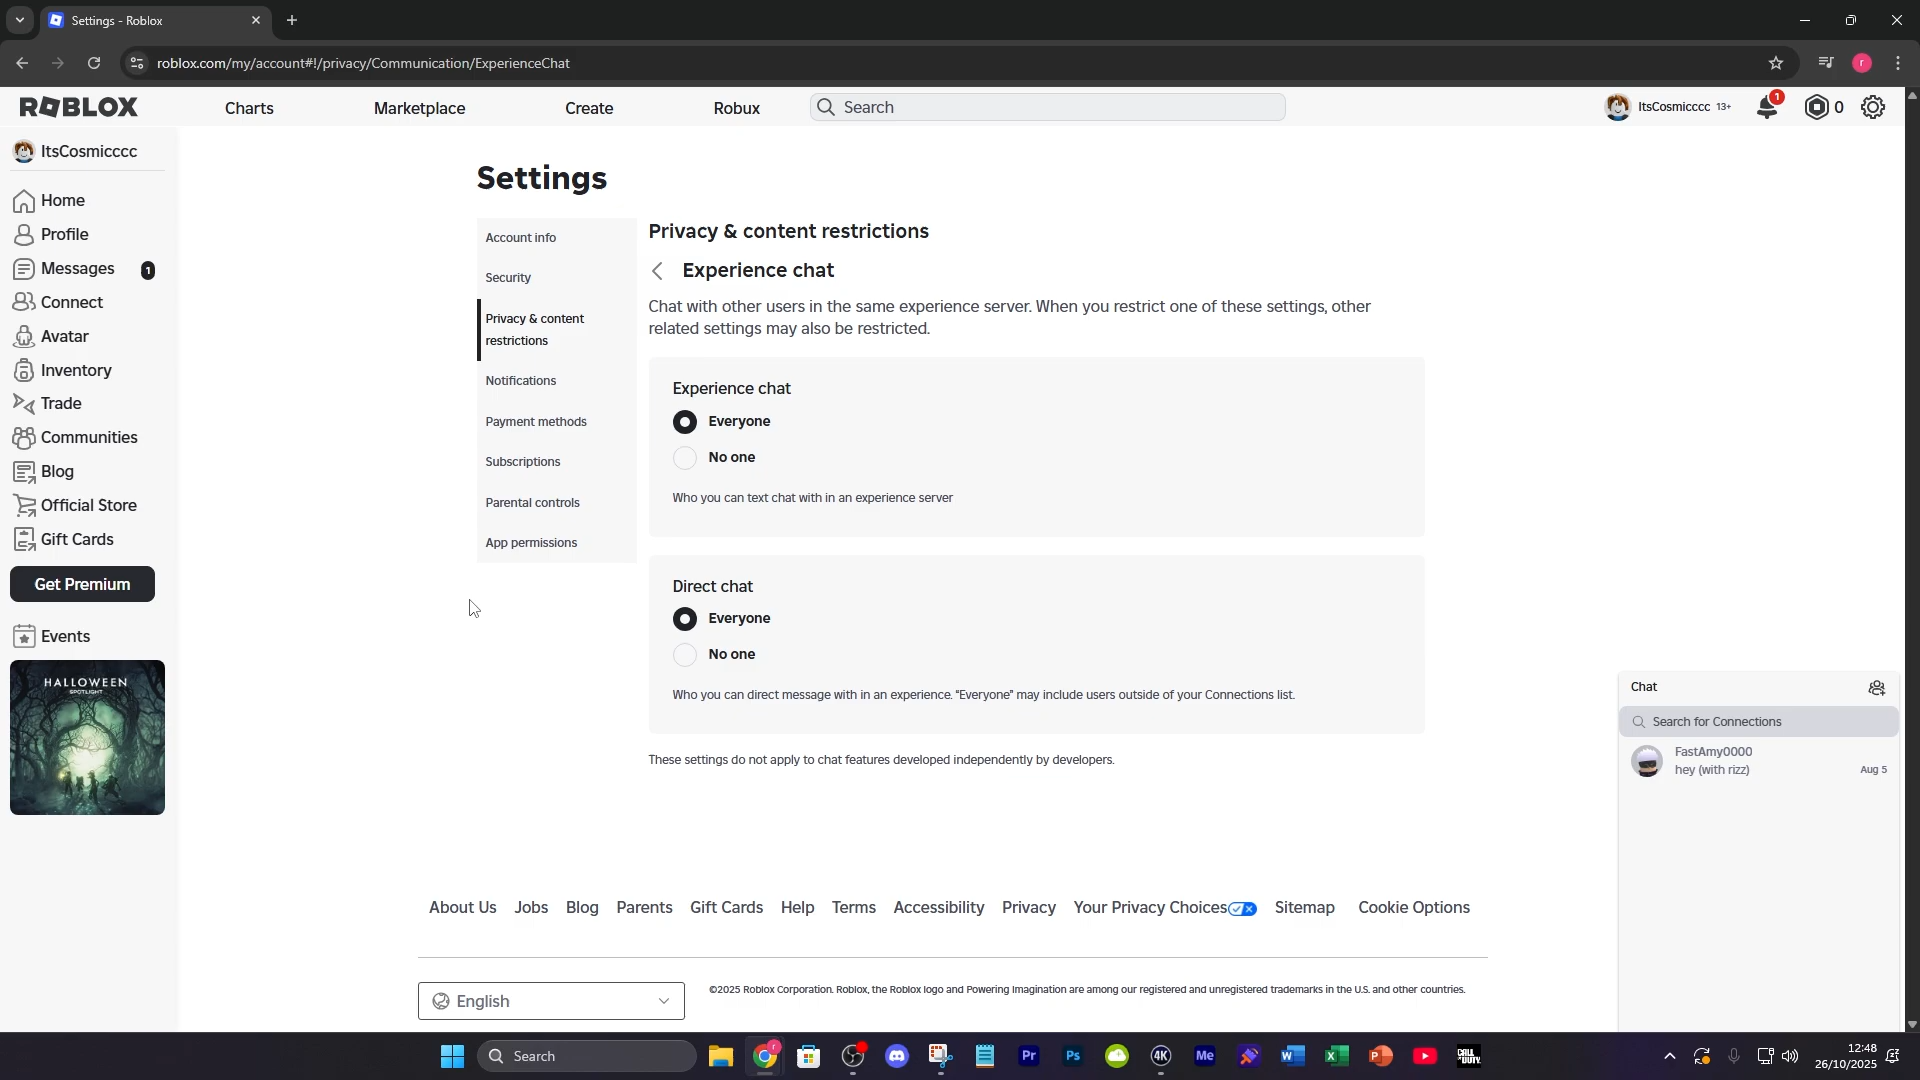 Settings - Roblox
roblox.com/my/account#!/privacy/Communication/ExperienceChat
r
ROBLOX
Charts
Marketplace
Create
Robux
Search
ItsCosmicccc 13+
1
0
ItsCosmicccc
Home
Profile
Messages 1
Connect
Avatar
Inventory
Trade
Communities
Blog
Official Store
Gift Cards
Get Premium
Events
HALLOWEEN
SPOTLIGHT
Settings
Account info
Security
Privacy & content
restrictions
Notifications
Payment methods
Subscriptions
Parental controls
App permissions
Privacy & content restrictions
Experience chat
Chat with other users in the same experience server. When you restrict one of these settings, other
related settings may also be restricted.
Experience chat
Everyone
No one
Who you can text chat with in an experience server
Direct chat
Everyone
No one
Who you can direct message with in an experience. “Everyone” may include users outside of your Connections list.
These settings do not apply to chat features developed independently by developers.
Chat
Search for Connections
FastAmy0000
hey (with rizz) Aug 5
About Us Jobs Blog Parents Gift Cards Help Terms Accessibility Privacy Your Privacy Choices Sitemap Cookie Options
English
©2025 Roblox Corporation. Roblox, the Roblox logo and Powering Imagination are among our registered and unregistered trademarks in the U.S. and other countries.
Search
r
Pr
Ps
4K
Me
W
X
P
CALL
DUTY
12:48
26/10/2025